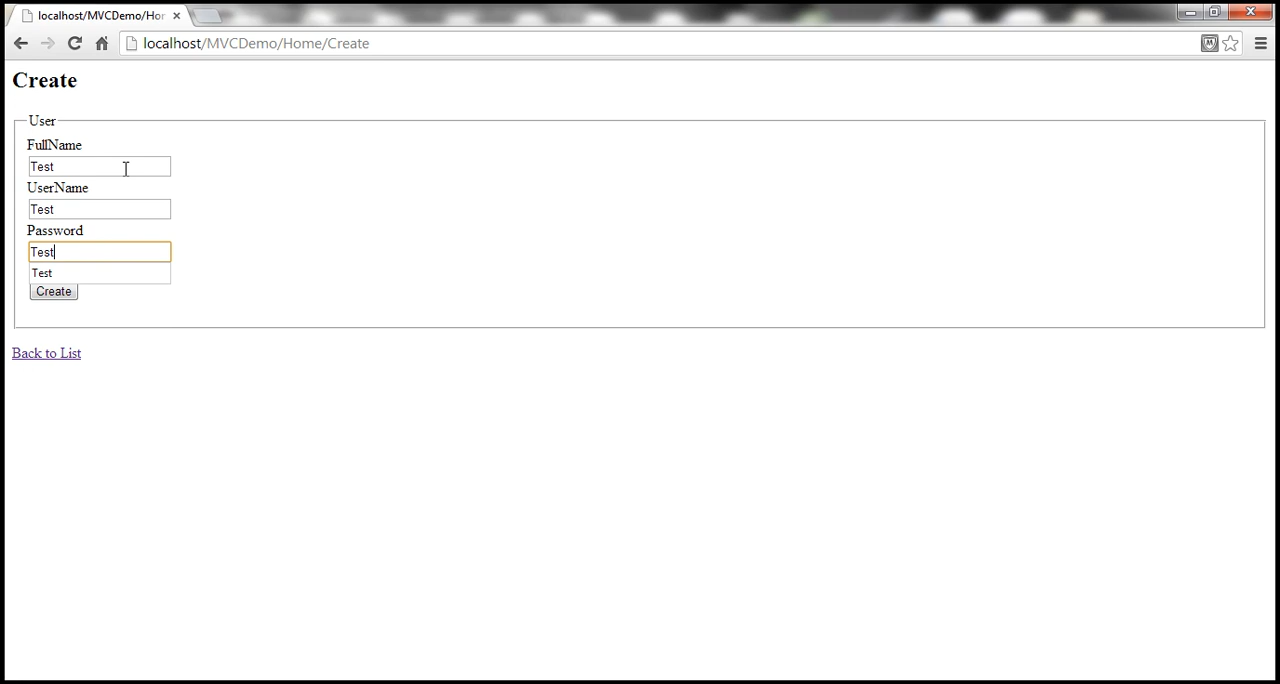 localhost/MVCDemo/Hor
localhost/MVCDemo/Home/Create
Create
User
FullName
Test
UserName
Test
Password
Test
Test
Create
Back to List